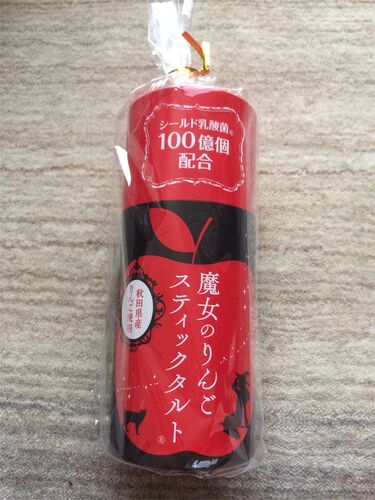 シールド乳酸菌®
100億個
配合
魔女のりんご
スティックタルト®
秋田県産
りんご使用